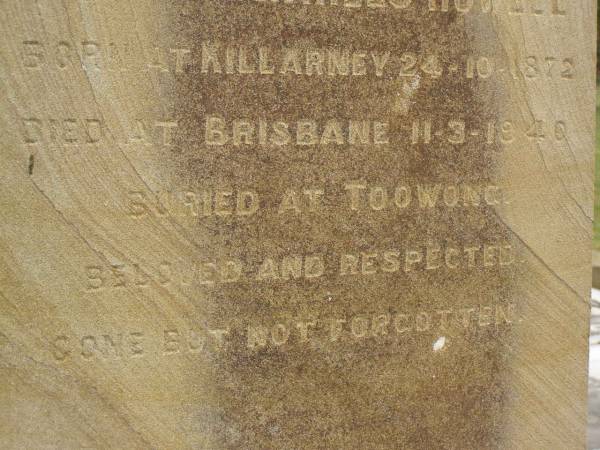 BORN AT KILLARNEY 24-10-1872
DIED AT BRISBANE 11-3-1940
BURIED AT TOOWONG.
BELOVED AND RESPECTED
GONE BUT NOT FORGOTTEN.